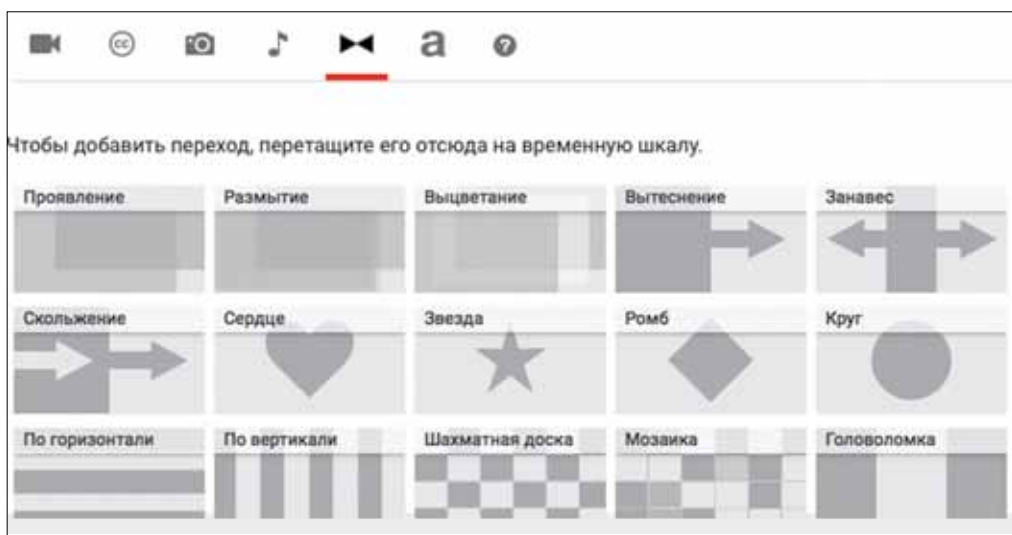 cc
a
?
Чтобы добавить переход, перетащите его отсюда на временную шкалу.
Проявление Размытие Выцветание Вытеснение Занавес
Скольжение Сердце Звезда Ромб Круг
По горизонтали По вертикали Шахматная доска Мозаика Головоломка